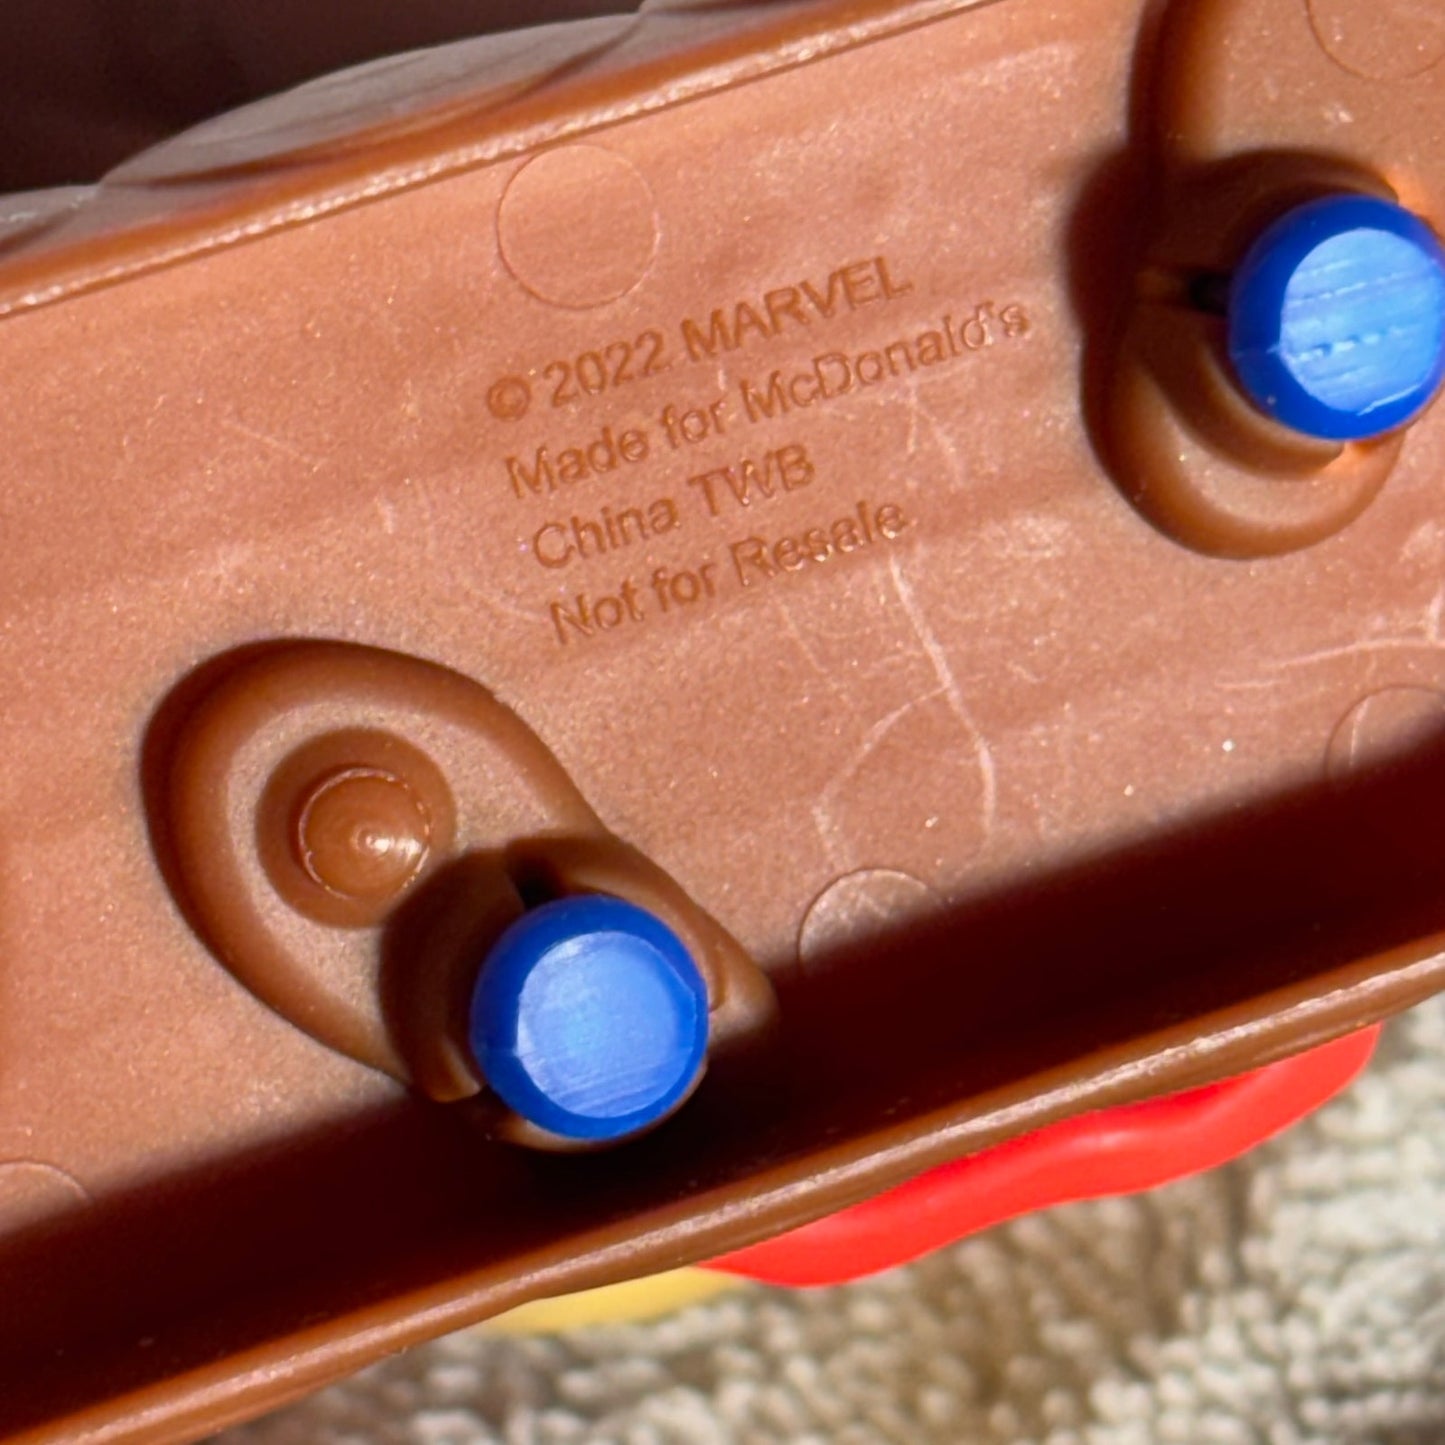 © 2022 MARVEL
Made for McDonald's
China TWB
Not for Resale